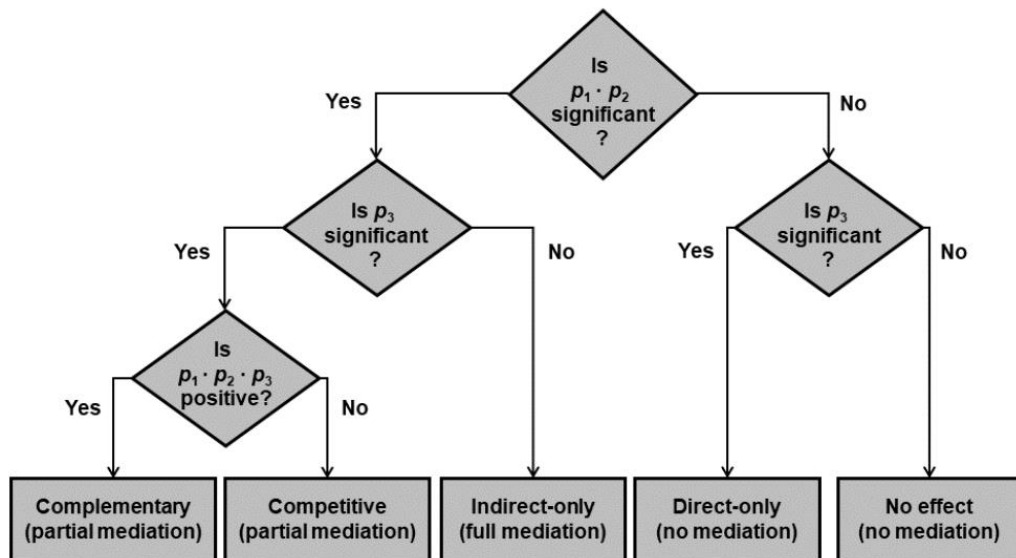 Is
p₁ · p₂
significant
?
Yes
No
Is p₃
significant
?
Yes
No
Is p₃
significant
?
Yes
No
Is
p₁ · p₂ · p₃
positive?
Yes
No
Complementary
(partial mediation)
Competitive
(partial mediation)
Indirect-only
(full mediation)
Direct-only
(no mediation)
No effect
(no mediation)